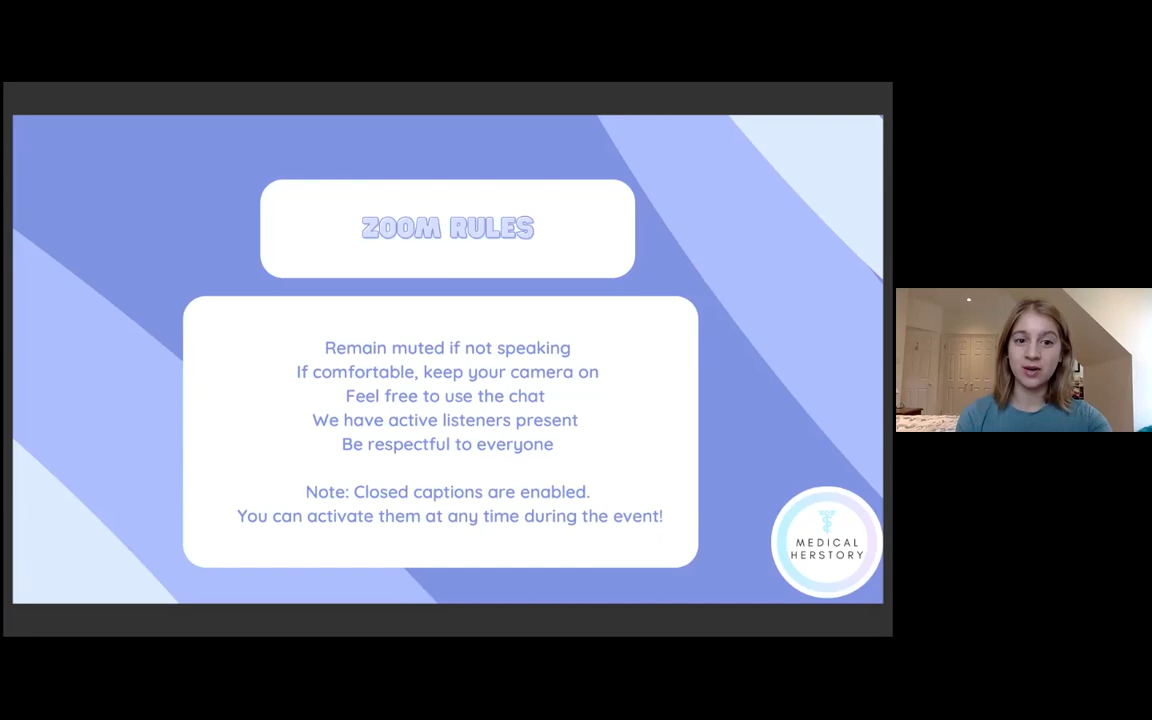 ZOOM RULES
Remain muted if not speaking
If comfortable, keep your camera on
Feel free to use the chat
We have active listeners present
Be respectful to everyone
Note: Closed captions are enabled.
You can activate them at any time during the event!
MEDICAL
HERSTORY